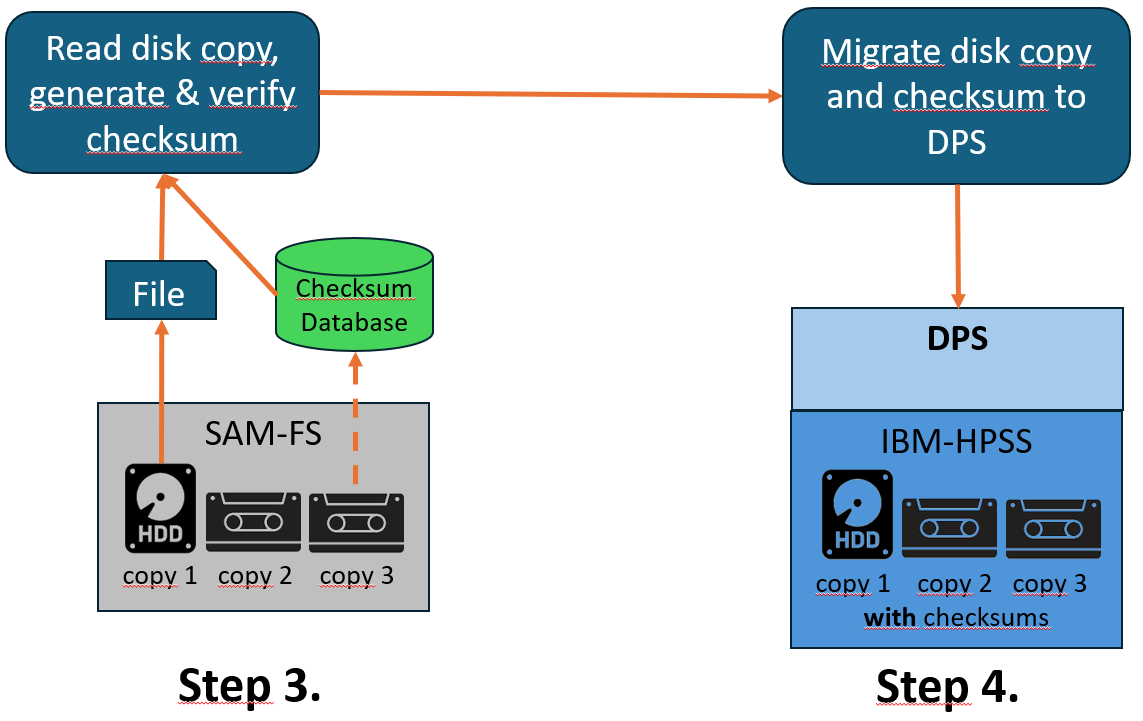 Read disk copy,
generate & verify
checksum
Migrate disk copy
and checksum to
DPS
File
Checksum
Database
SAM-FS
HDD
copy 1 copy 2 copy 3
Step 3.
DPS
IBM-HPSS
HDD
copy 1 copy 2 copy 3
with checksums
Step 4.